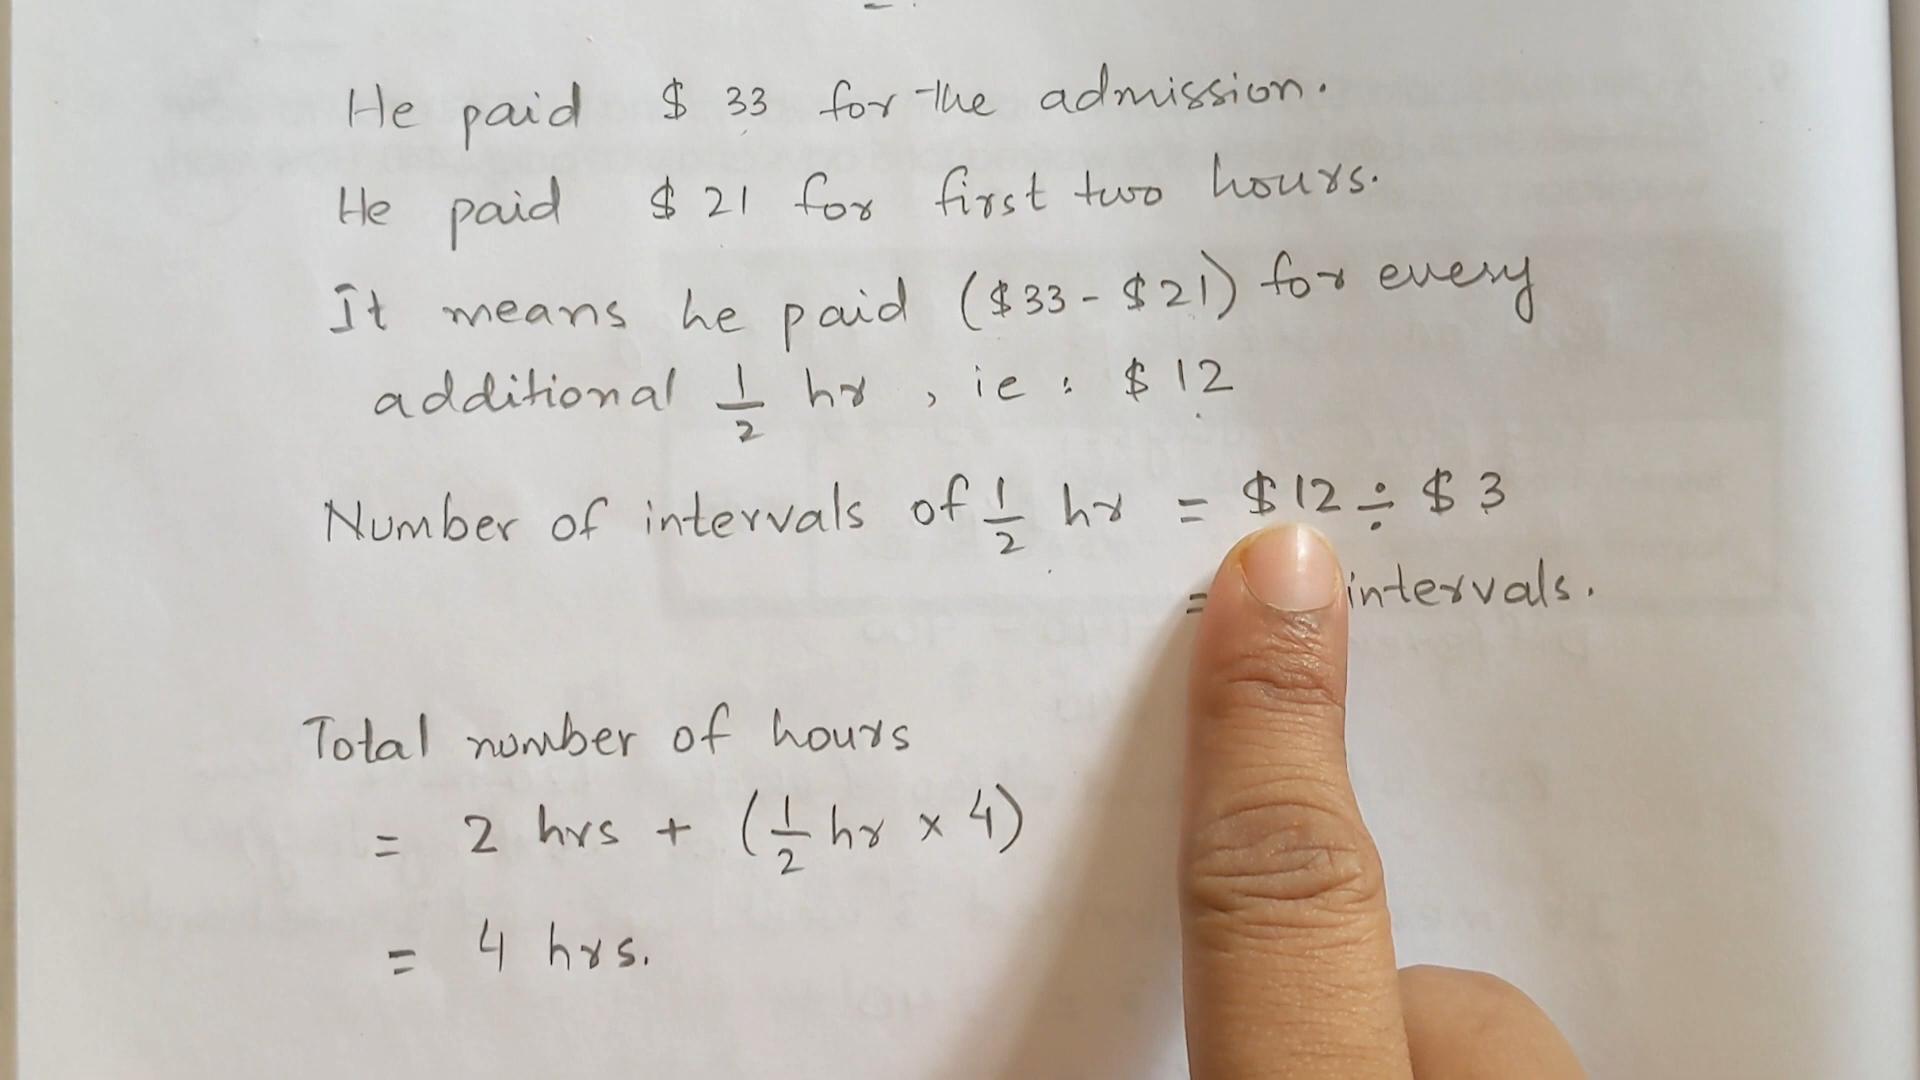 He paid $ 33 for the admission.
He paid $ 21 for first two hours.
It means he paid ($33 - $21) for every
additional 1/2 hr , ie : $ 12
Number of intervals of 1/2 hr = $12 ÷ $ 3
= intervals.
Total number of hours
= 2 hrs + (1/2 hr x 4)
= 4 hrs.